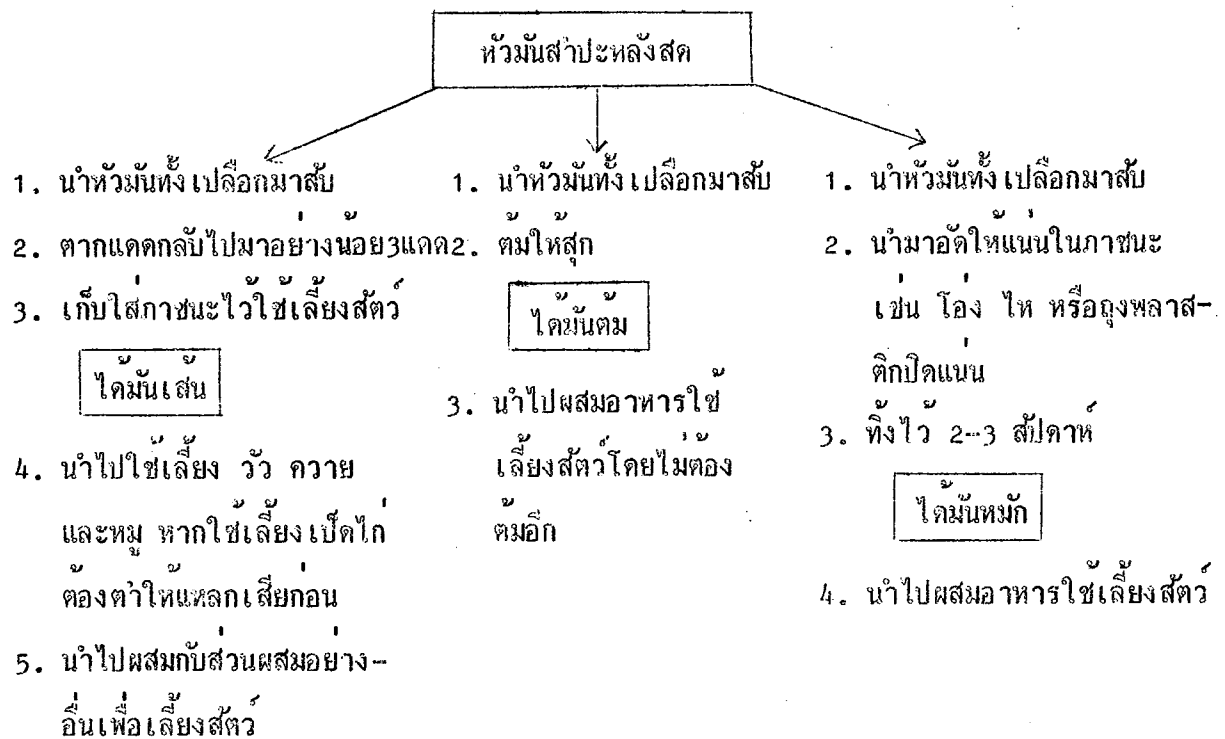 หัวมันสำปะหลังสด
1. นำหัวมันทั้งเปลือกมาสับ
2. ตากแดดกลับไปมาอย่างน้อย3แดด
3. เก็บใส่ภาชนะไว้ใช้เลี้ยงสัตว์
ได้มันเส้น
4. นำไปใช้เลี้ยง วัว ควาย
และหมู หากใช้เลี้ยงเป็ดไก่
ต้องตำให้แหลกเสียก่อน
5. นำไปผสมกับส่วนผสมอย่าง-
อื่นเพื่อเลี้ยงสัตว์
1. นำหัวมันทั้งเปลือกมาสับ
2. ต้มให้สุก
ได้มันต้ม
3. นำไปผสมอาหารใช้
เลี้ยงสัตว์โดยไม่ต้อง
ต้มอีก
1. นำหัวมันทั้งเปลือกมาสับ
2. นำมาอัดให้แน่นในภาชนะ
เช่น โอ่ง ไห หรือถุงพลาส-
ติกปิดแน่น
3. ทิ้งไว้ 2-3 สัปดาห์
ได้มันหมัก
4. นำไปผสมอาหารใช้เลี้ยงสัตว์